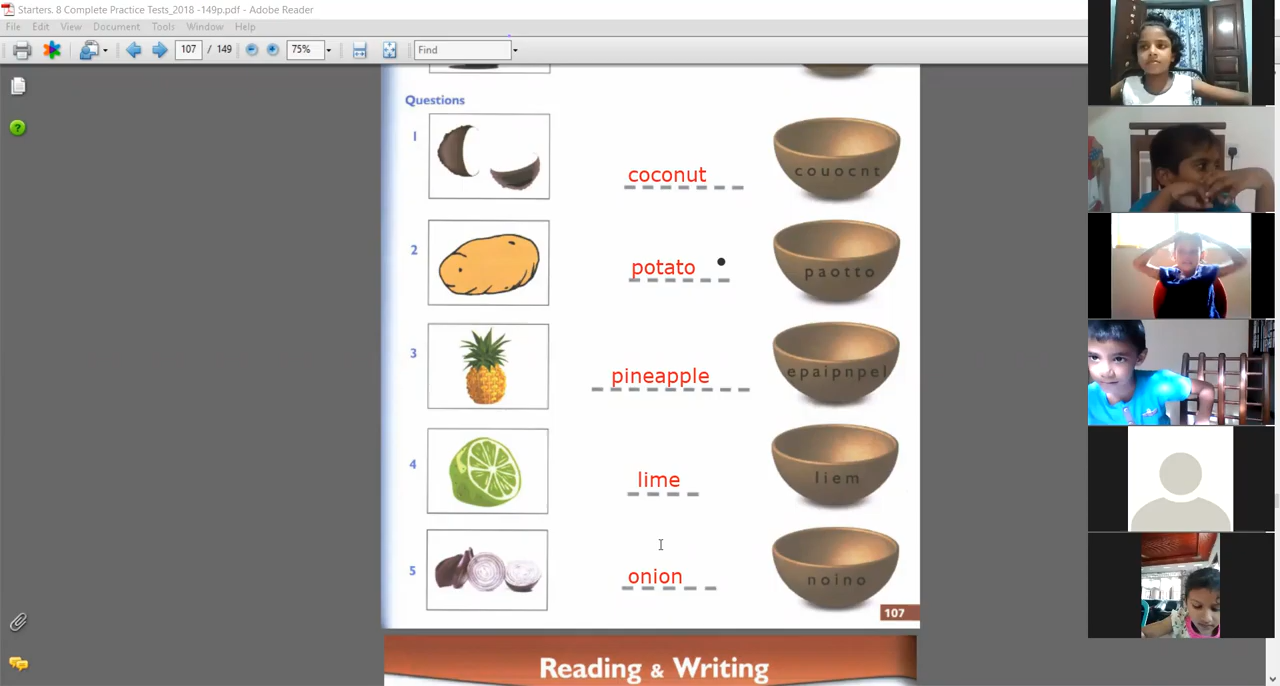 Starters. 8 Complete Practice Tests_2018 -149p.pdf - Adobe Reader
File Edit View Document Tools Window Help
107 / 149 75% Find
Questions
1 coconut couocnt
2 potato paotto
3 pineapple epaipnpel
4 lime liem
5 onion noino
107
Reading & Writing